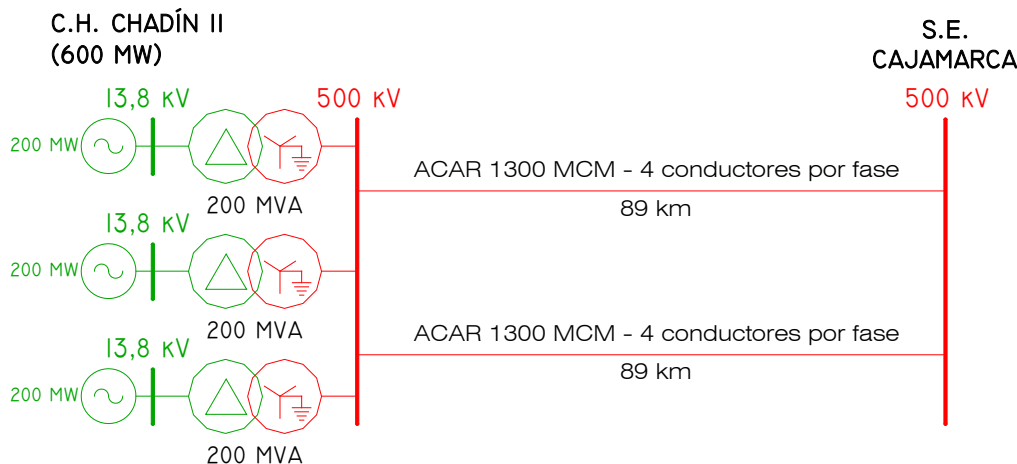 C.H. CHADÍN II
(600 MW)
S.E.
CAJAMARCA
13,8 KV
500 KV
500 KV
200 MW
ACAR 1300 MCM - 4 conductores por fase
89 km
200 MVA
13,8 KV
200 MW
200 MVA
ACAR 1300 MCM - 4 conductores por fase
89 km
13,8 KV
200 MW
200 MVA